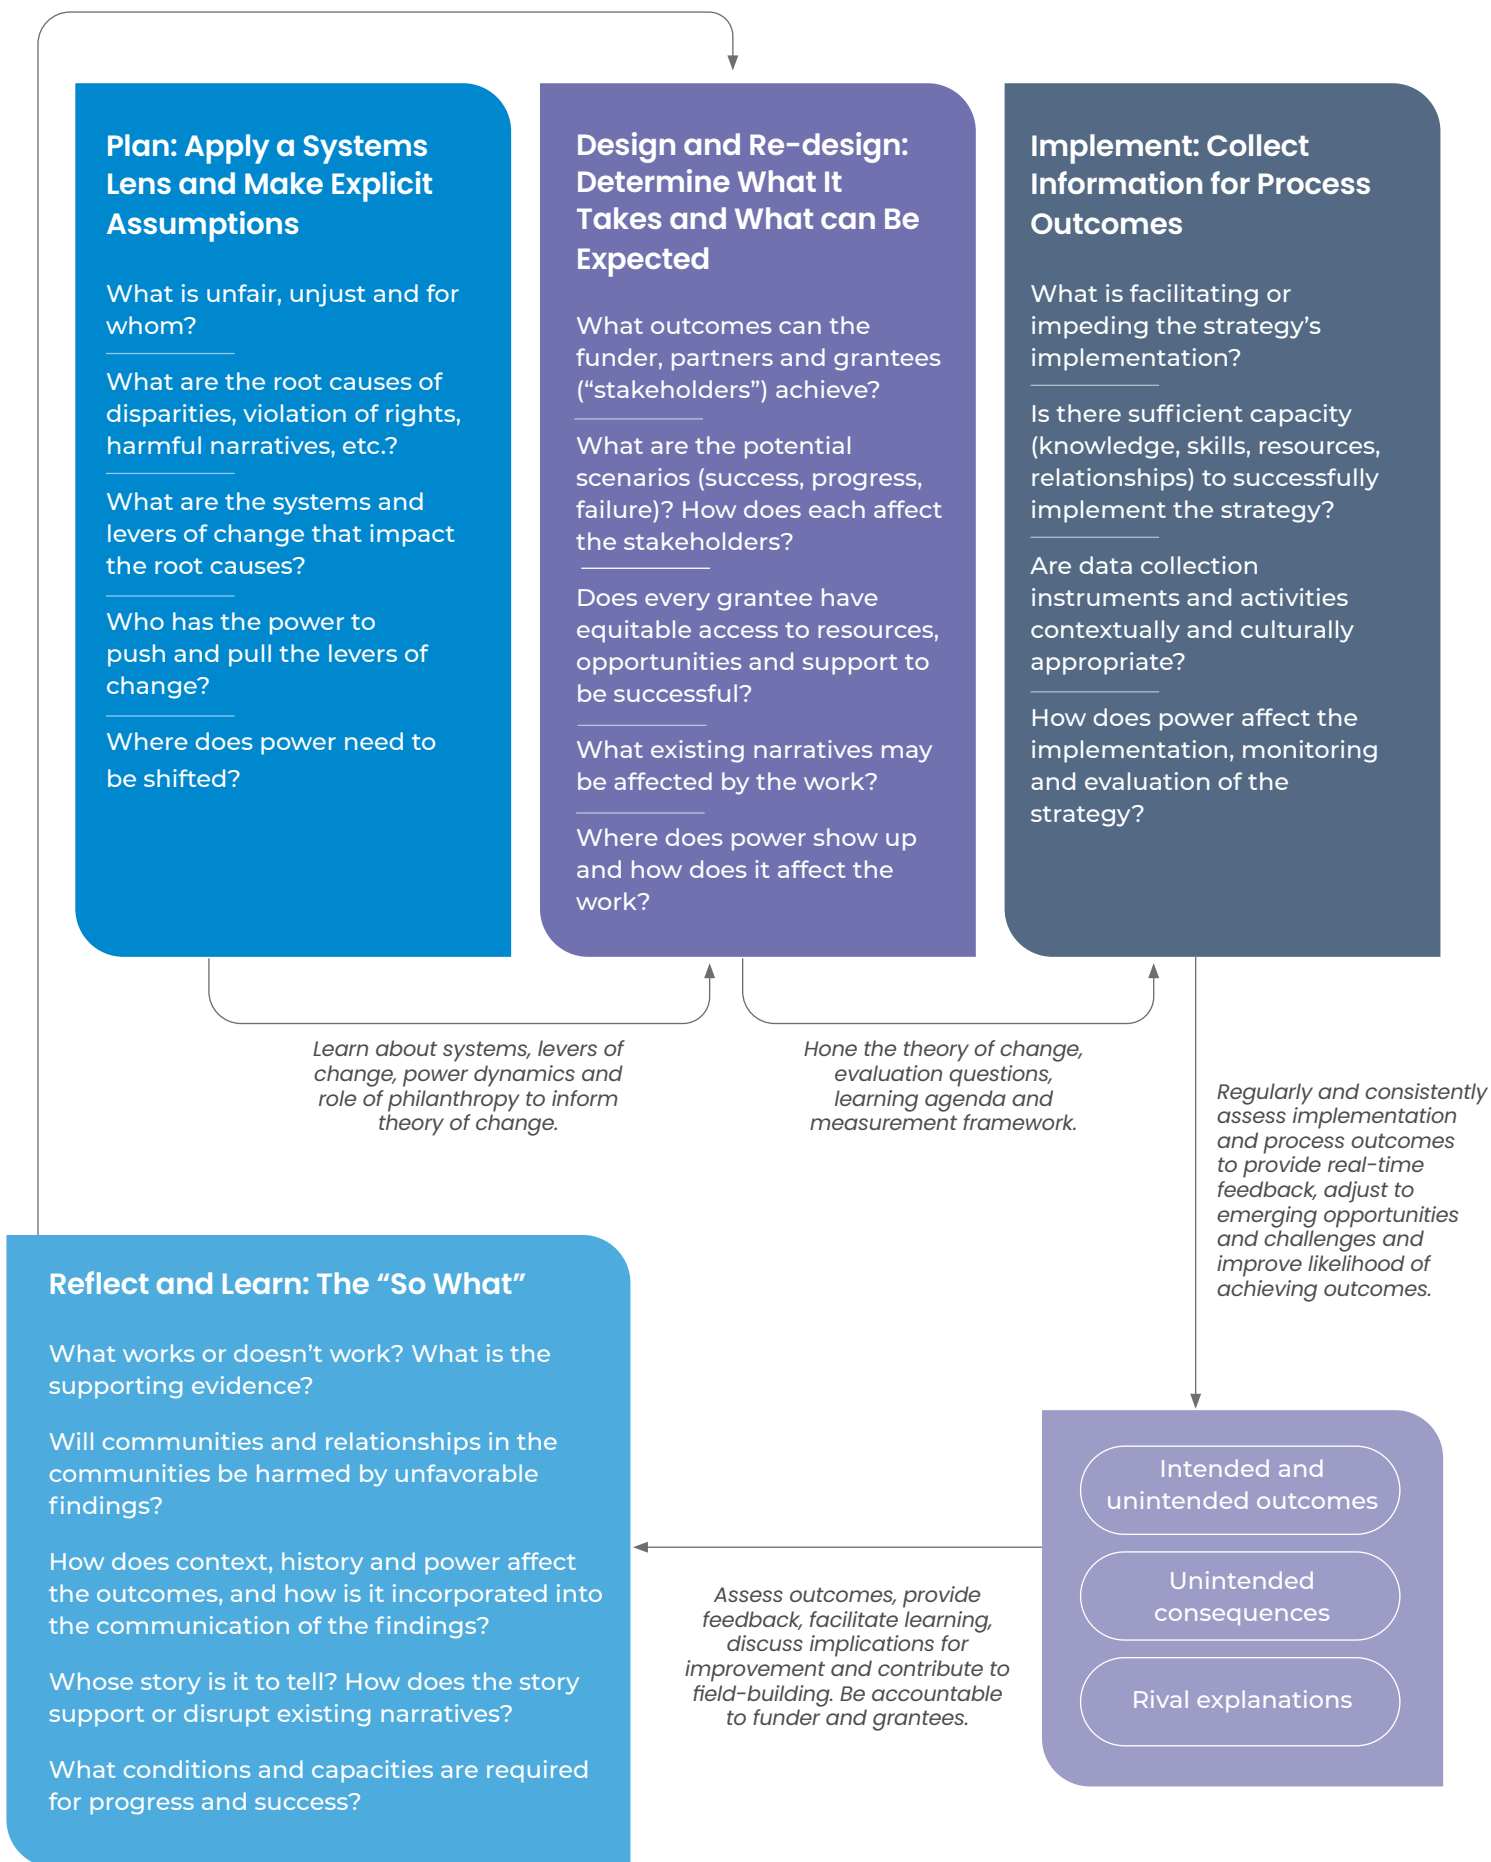 Plan: Apply a Systems
Lens and Make Explicit
Assumptions
What is unfair, unjust and for
whom?
What are the root causes of
disparities, violation of rights,
harmful narratives, etc.?
What are the systems and
levers of change that impact
the root causes?
Who has the power to
push and pull the levers of
change?
Where does power need to
be shifted?
Design and Re-design:
Determine What It
Takes and What can Be
Expected
What outcomes can the
funder, partners and grantees
(“stakeholders”) achieve?
What are the potential
scenarios (success, progress,
failure)? How does each affect
the stakeholders?
Does every grantee have
equitable access to resources,
opportunities and support to
be successful?
What existing narratives may
be affected by the work?
Where does power show up
and how does it affect the
work?
Implement: Collect
Information for Process
Outcomes
What is facilitating or
impeding the strategy’s
implementation?
Is there sufficient capacity
(knowledge, skills, resources,
relationships) to successfully
implement the strategy?
Are data collection
instruments and activities
contextually and culturally
appropriate?
How does power affect the
implementation, monitoring
and evaluation of the
strategy?
Learn about systems, levers of
change, power dynamics and
role of philanthropy to inform
theory of change.
Hone the theory of change,
evaluation questions,
learning agenda and
measurement framework.
Regularly and consistently
assess implementation
and process outcomes
to provide real-time
feedback, adjust to
emerging opportunities
and challenges and
improve likelihood of
achieving outcomes.
Intended and
unintended outcomes
Unintended
consequences
Rival explanations
Assess outcomes, provide
feedback, facilitate learning,
discuss implications for
improvement and contribute to
field-building. Be accountable
to funder and grantees.
Reflect and Learn: The “So What”
What works or doesn’t work? What is the
supporting evidence?
Will communities and relationships in the
communities be harmed by unfavorable
findings?
How does context, history and power affect
the outcomes, and how is it incorporated into
the communication of the findings?
Whose story is it to tell? How does the story
support or disrupt existing narratives?
What conditions and capacities are required
for progress and success?